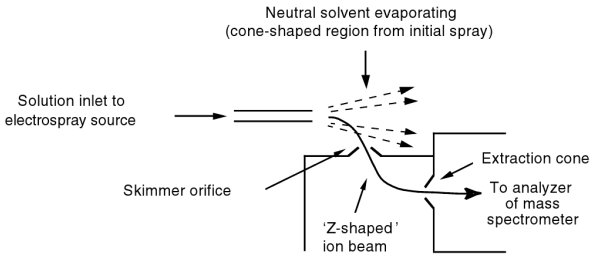 Neutral solvent evaporating
(cone-shaped region from initial spray)
Solution inlet to
electrospray source
Extraction cone
Skimmer orifice
To analyzer
of mass
spectrometer
‘Z-shaped’
ion beam